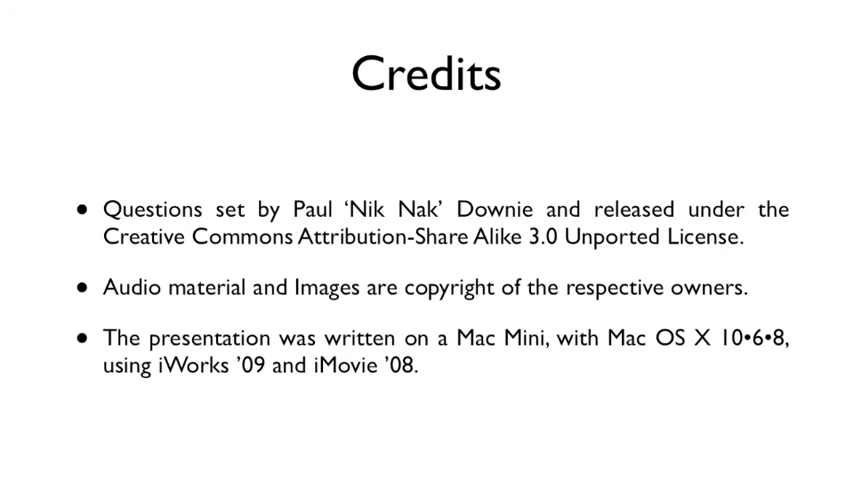 Credits
• Questions set by Paul ‘Nik Nak’ Downie and released under the
Creative Commons Attribution-Share Alike 3.0 Unported License.
• Audio material and Images are copyright of the respective owners.
• The presentation was written on a Mac Mini, with Mac OS X 10•6•8,
using iWorks ’09 and iMovie ’08.